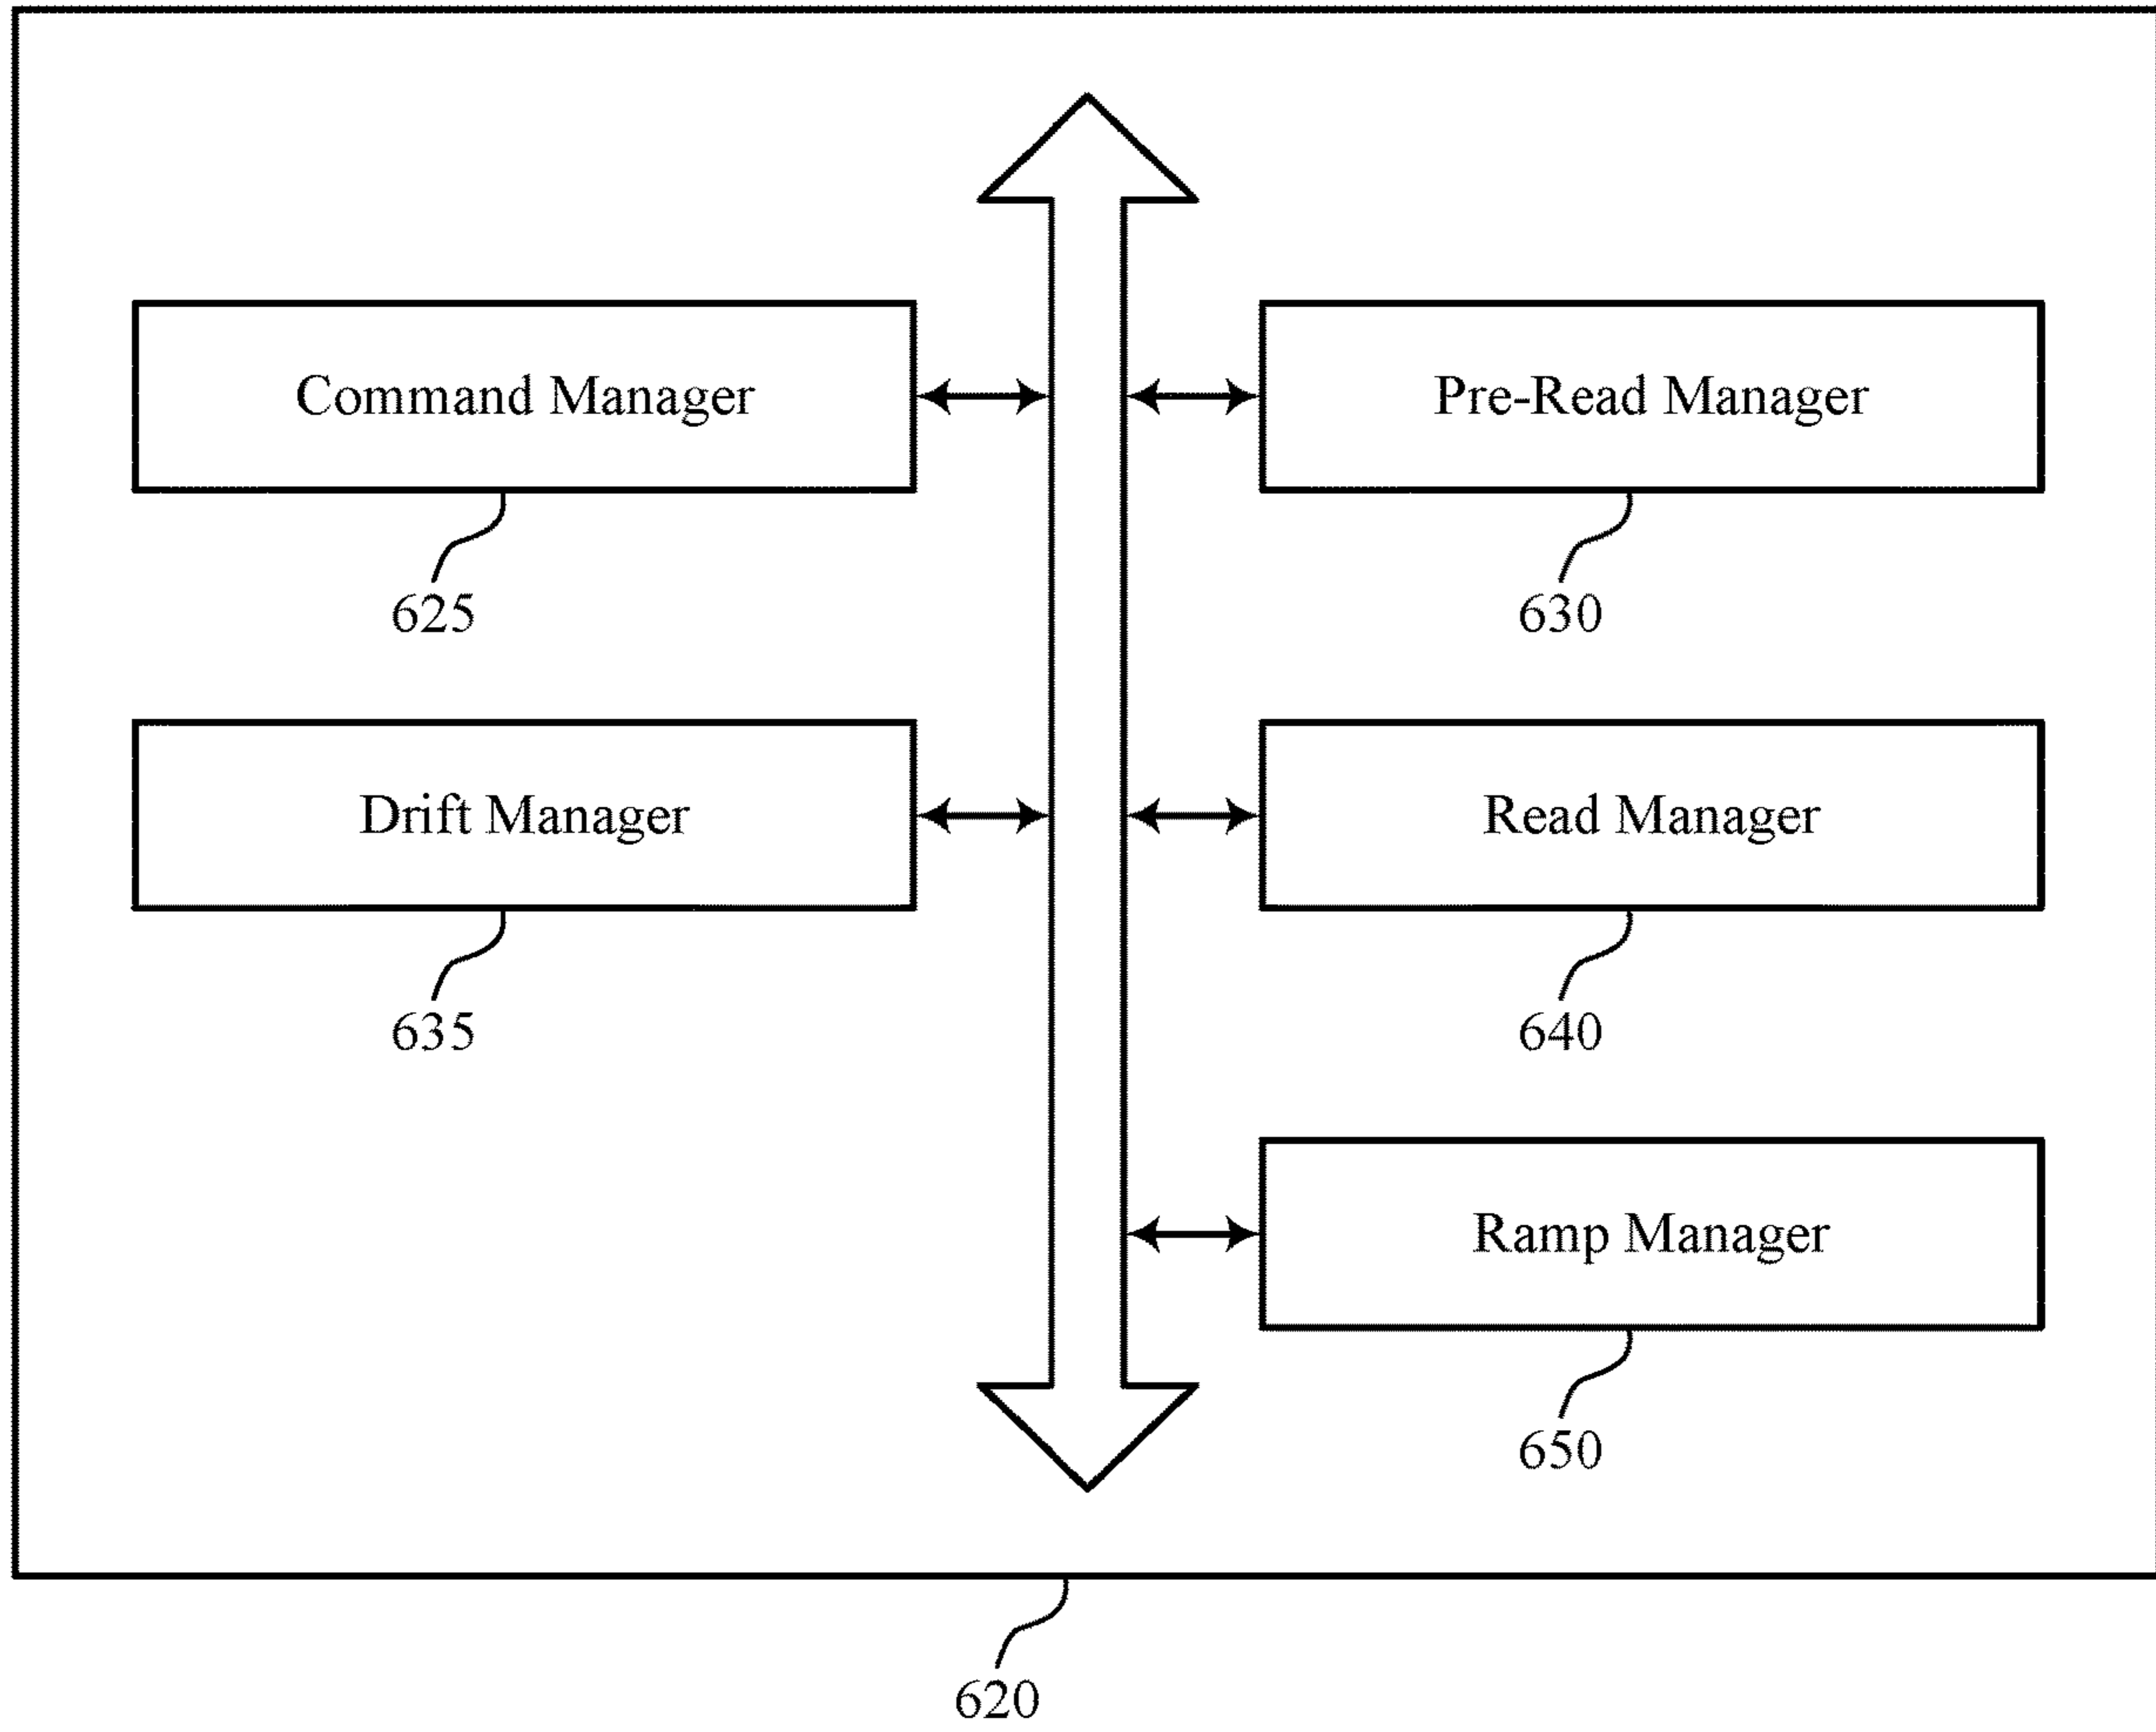 Command Manager
Pre-Read Manager
625
630
Drift Manager
Read Manager
635
640
Ramp Manager
650
620